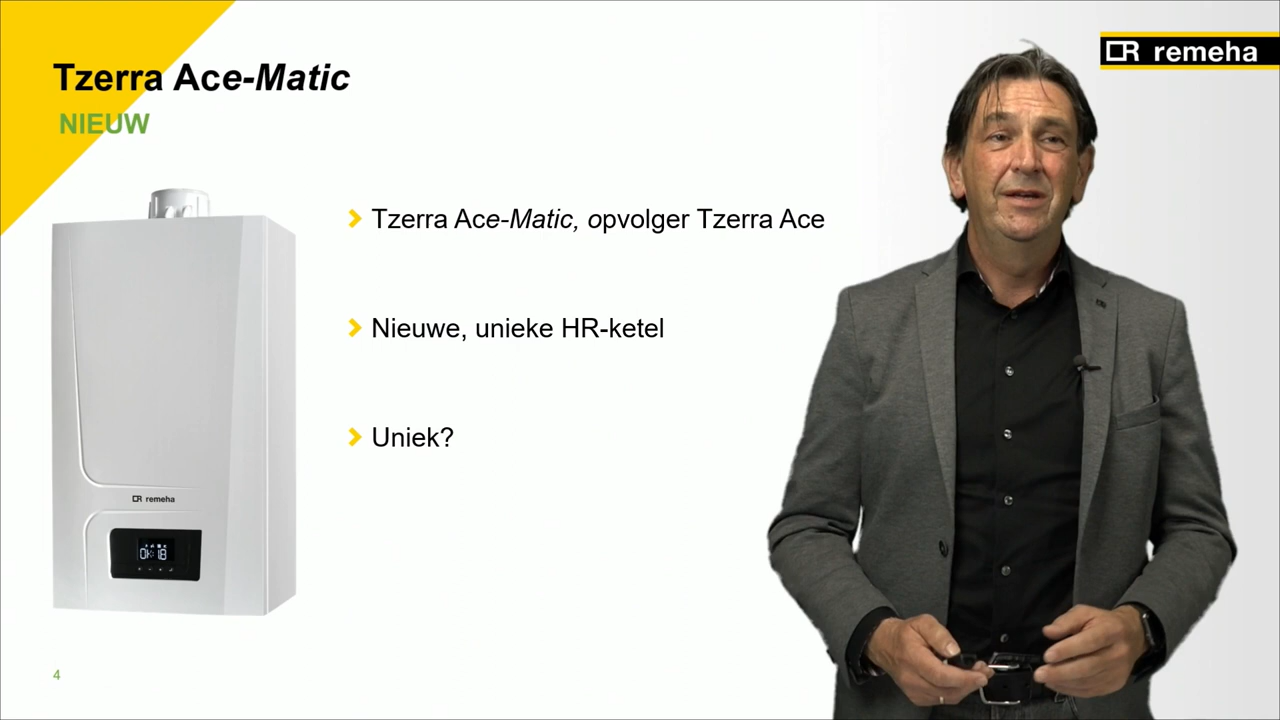 Tzerra Ace-Matic
NIEUW
remeha
Tzerra Ace-Matic, opvolger Tzerra Ace
Nieuwe, unieke HR-ketel
Uniek?
remeha
4